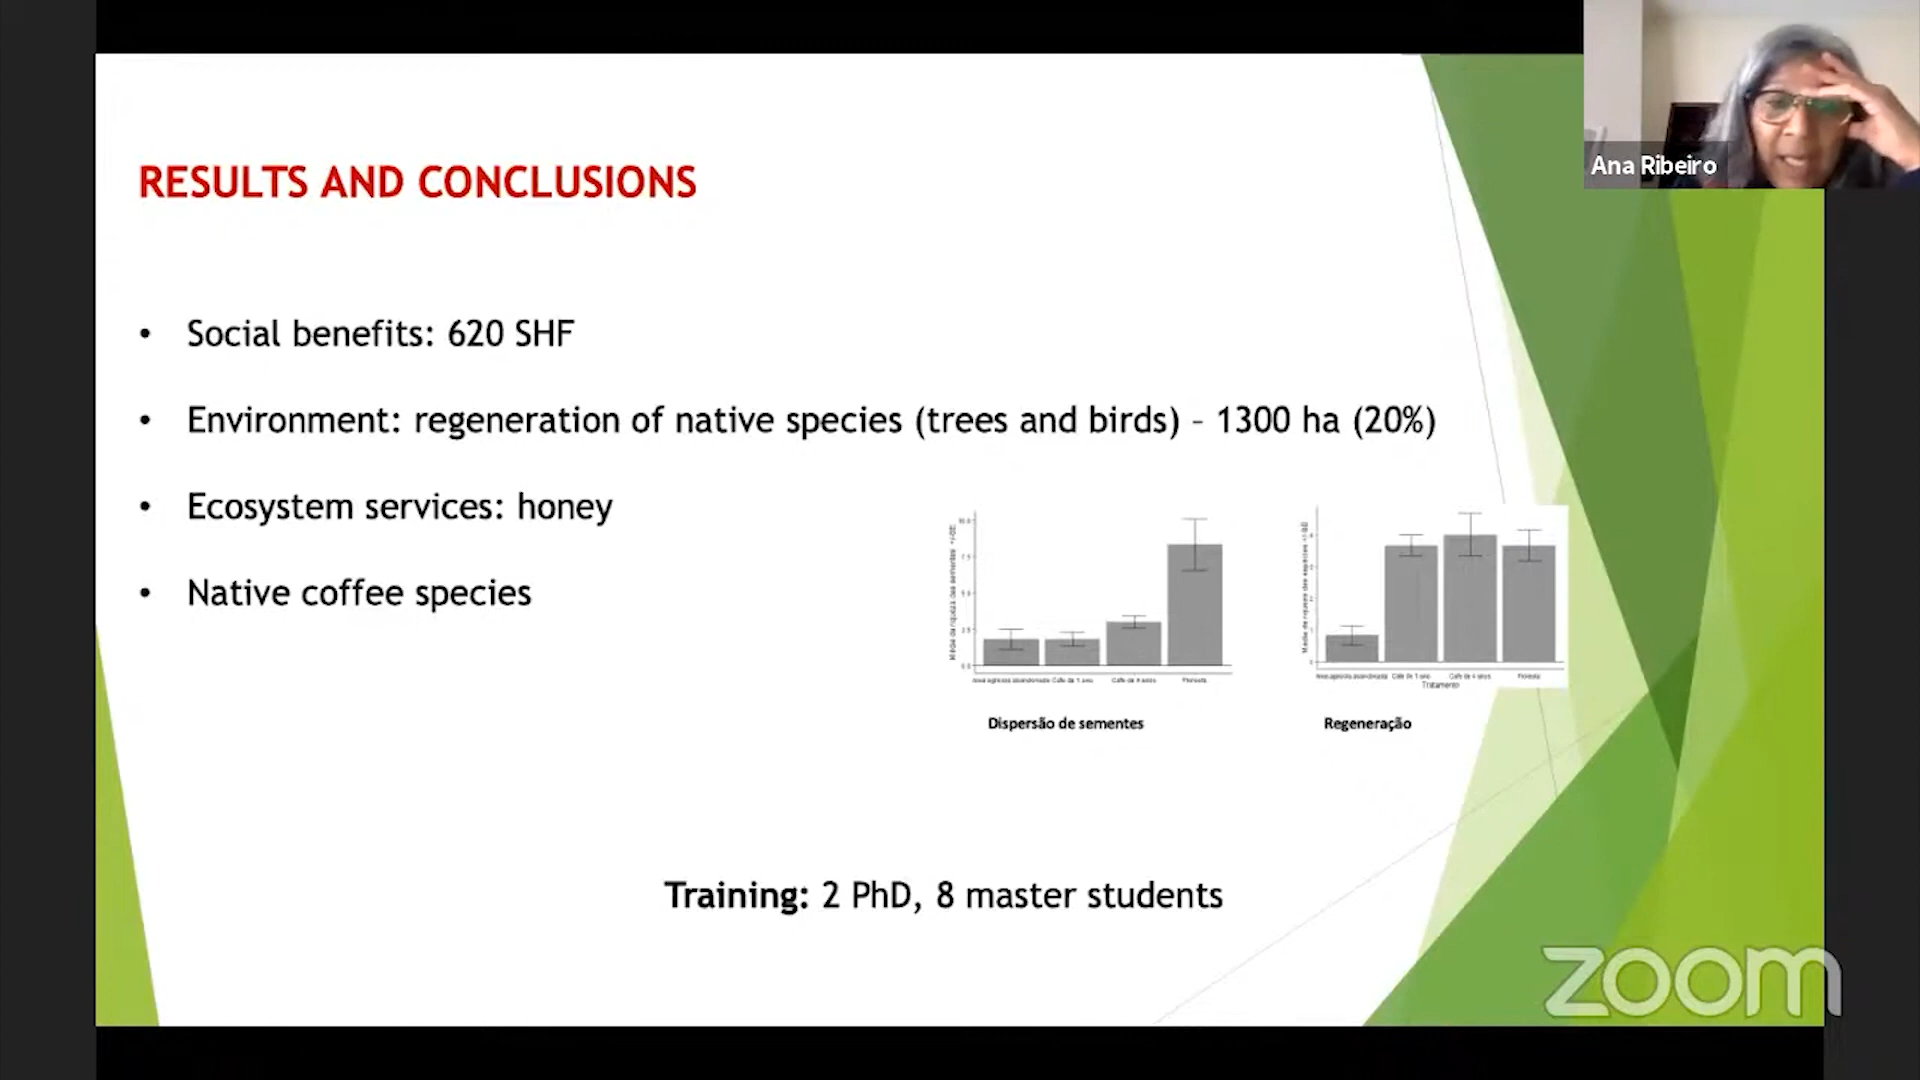 Ana Ribeiro
RESULTS AND CONCLUSIONS
• Social benefits: 620 SHF
• Environment: regeneration of native species (trees and birds) – 1300 ha (20%)
• Ecosystem services: honey
• Native coffee species
Tratamento
Dispersão de sementes
Regeneração
Training: 2 PhD, 8 master students
zoom